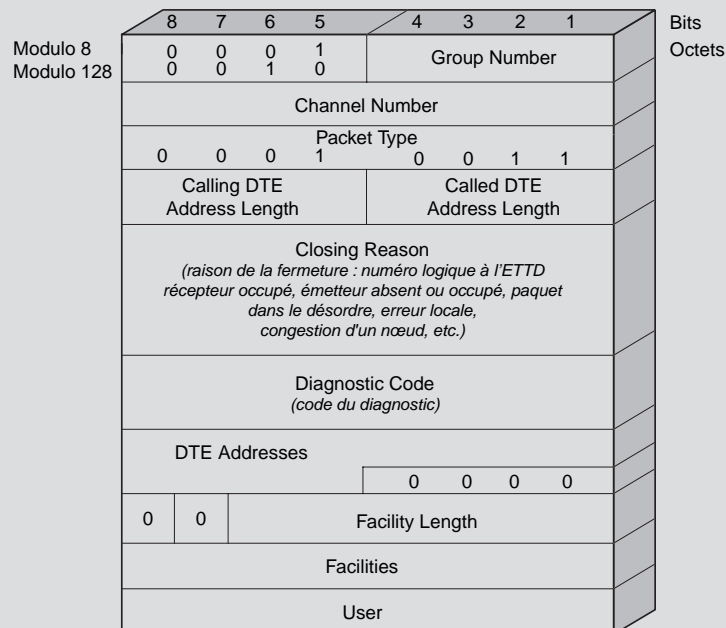 8 7 6 5 4 3 2 1 Bits
Modulo 8 0 0 0 1 Group Number Octets
Modulo 128 0 0 1 0
Channel Number
Packet Type
0 0 0 1 0 0 1 1
Calling DTE
Address Length
Called DTE
Address Length
Closing Reason
(raison de la fermeture : numéro logique à l’ETTD
récepteur occupé, émetteur absent ou occupé, paquet
dans le désordre, erreur locale,
congestion d'un nœud, etc.)
Diagnostic Code
(code du diagnostic)
DTE Addresses
0 0 0 0
0 0 Facility Length
Facilities
User